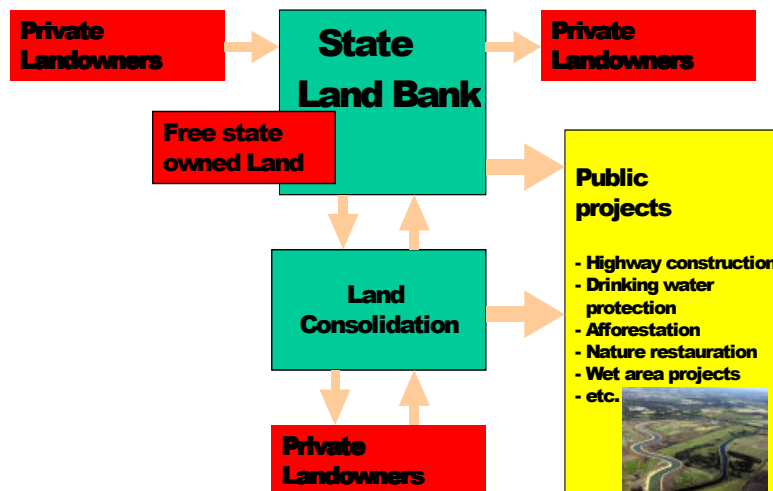 Private
Landowners
State
Land Bank
Private
Landowners
Free state
owned Land
Public
projects
- Highway construction
- Drinking water
protection
- Afforestation
- Nature restauration
- Wet area projects
- etc.
Land
Consolidation
Private
Landowners